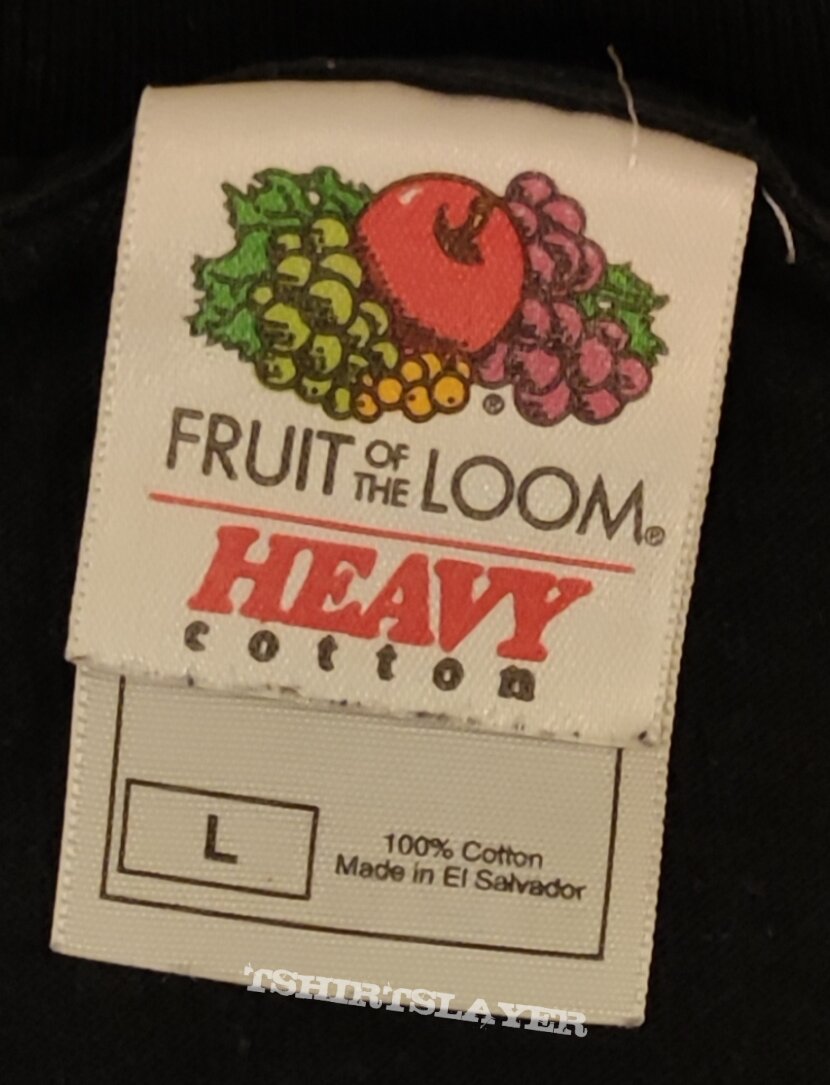 ®
FRUIT OF THE LOOM®
HEAVY
cotton
L
100% Cotton
Made in El Salvador
TSHIRTSLAYER